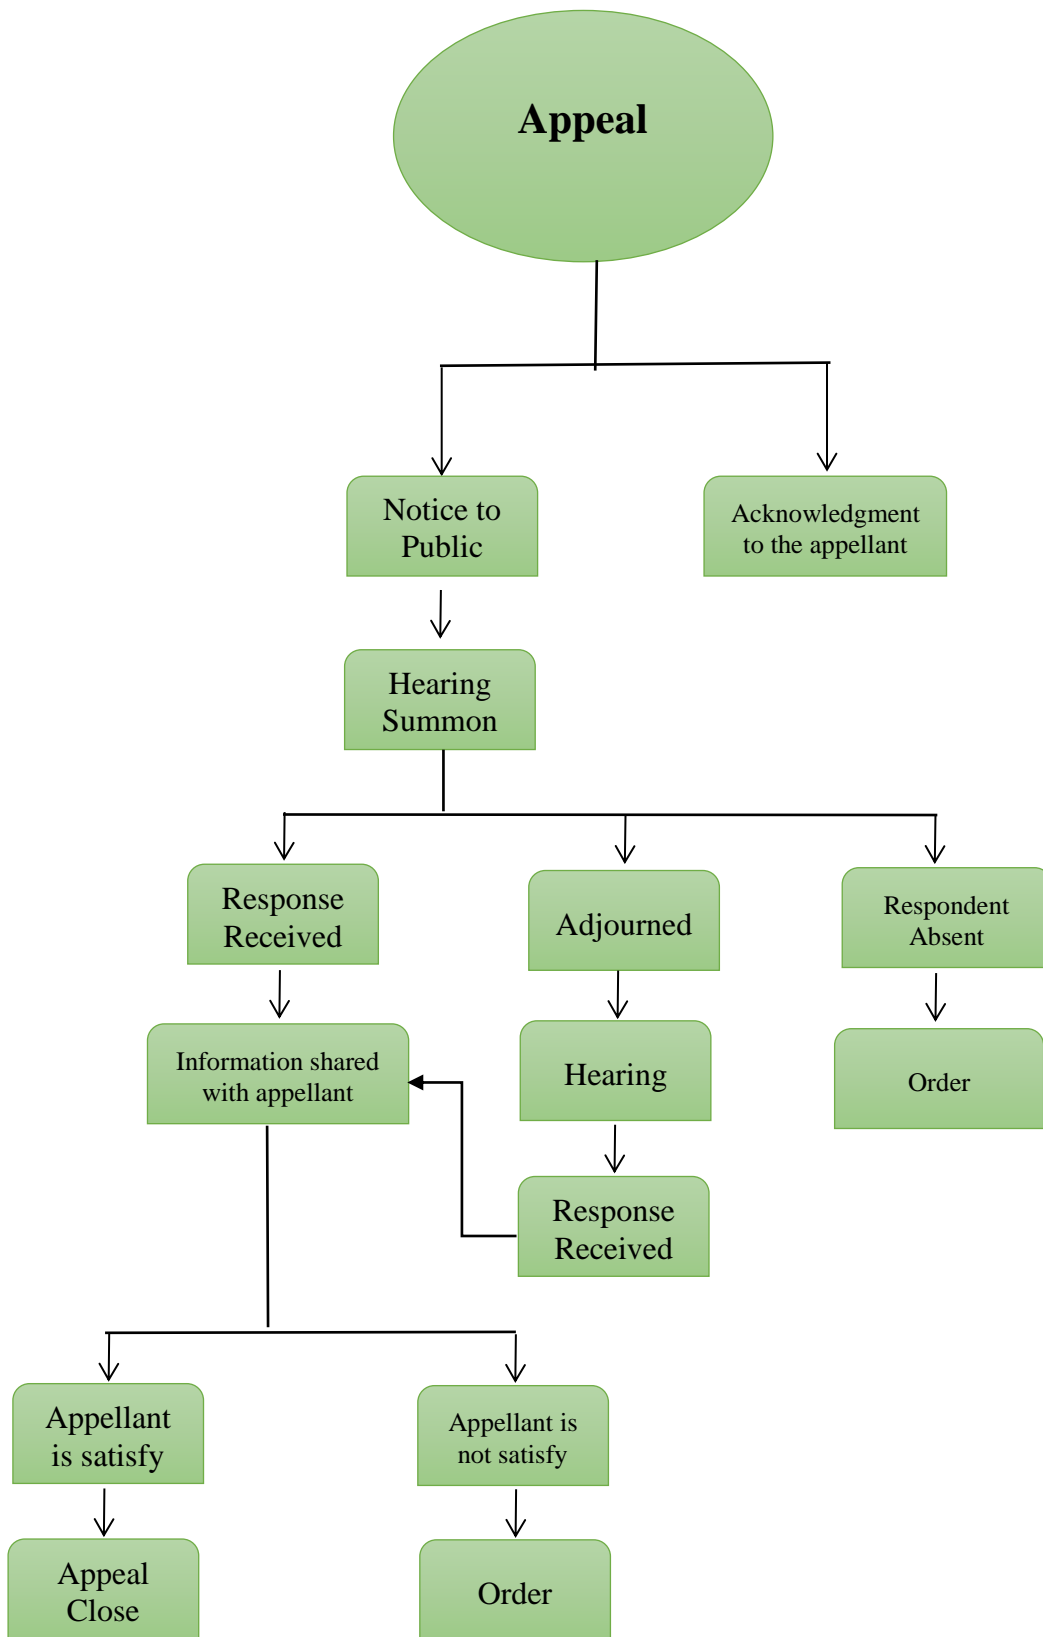 Appeal
Notice to
Public
Acknowledgment
to the appellant
Hearing
Summon
Response
Received
Adjourned
Respondent
Absent
Information shared
with appellant
Hearing
Order
Response
Received
Appellant
is satisfy
Appellant is
not satisfy
Appeal
Close
Order